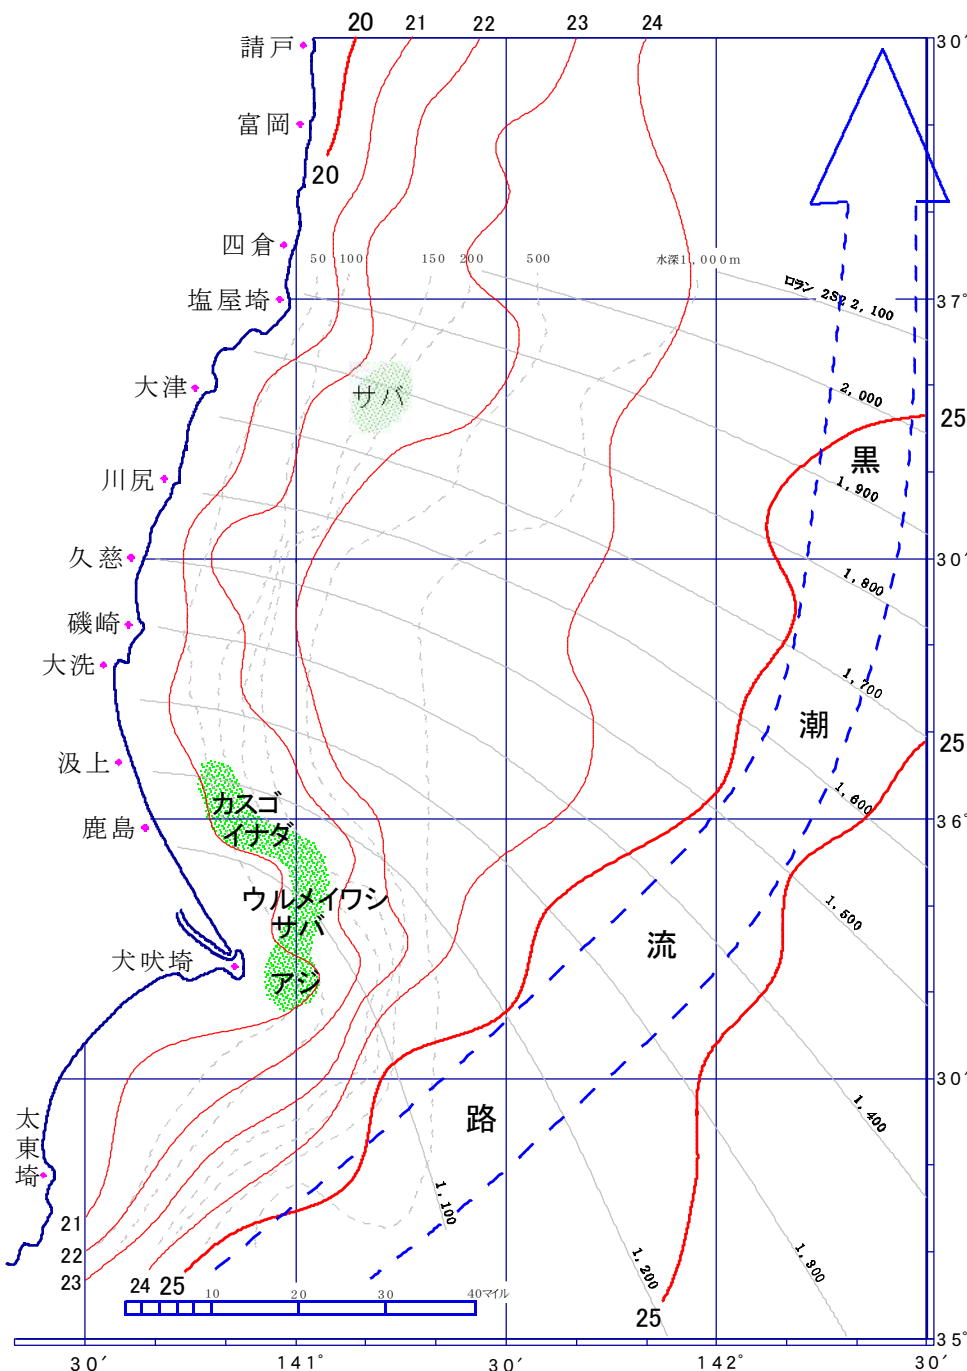 20 21 22 23 24
請戸
30′
富岡
20
四倉
50 100 150 200 500 水深1,000m
塩屋埼
ロラン 2S2 2,100
37°
大津
サバ
2,000
25
黒
川尻
1,900
久慈
30′
1,800
磯崎
大洗
1,700
潮
25
汲上
カスゴ
1,600
鹿島
イナダ
36°
ウルメイワシ
サバ
1,500
流
犬吠埼
アジ
30′
路
1,400
太東埼
1,100
21
22
23
24 25
1,200
1,300
10 20 30 40マイル
25
35°
30′ 141° 30′ 142° 30′